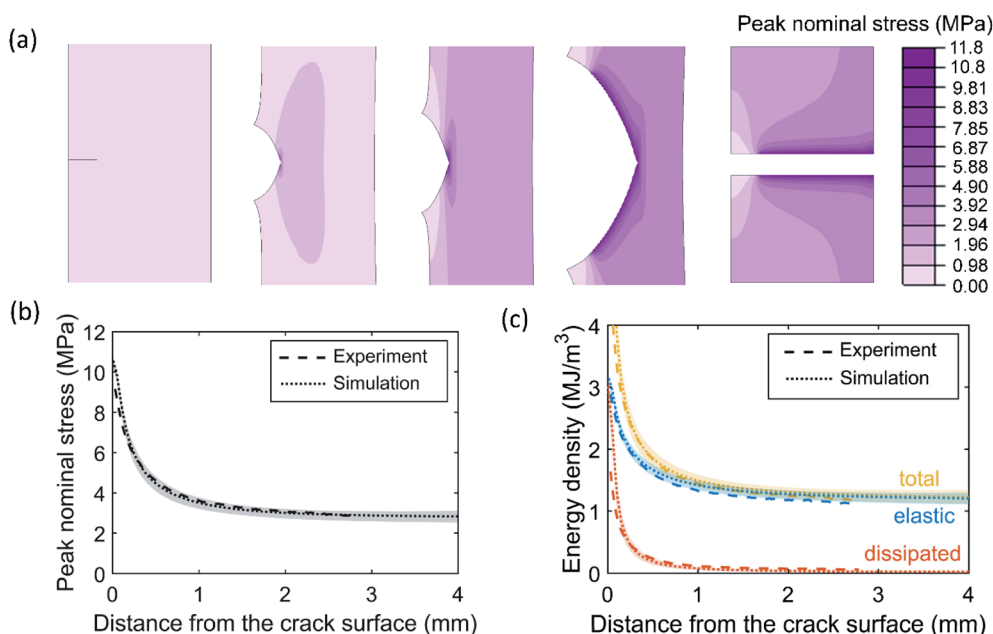 (a)
Peak nominal stress (MPa)
11.8
10.8
9.81
8.83
7.85
6.87
5.88
4.90
3.92
2.94
1.96
0.98
0.00
(b)
Peak nominal stress (MPa)
12
10
8
6
4
2
0
Experiment
Simulation
0 1 2 3 4
Distance from the crack surface (mm)
(c)
Energy density (MJ/m³)
4
3
2
1
0
Experiment
Simulation
total
elastic
dissipated
0 1 2 3 4
Distance from the crack surface (mm)